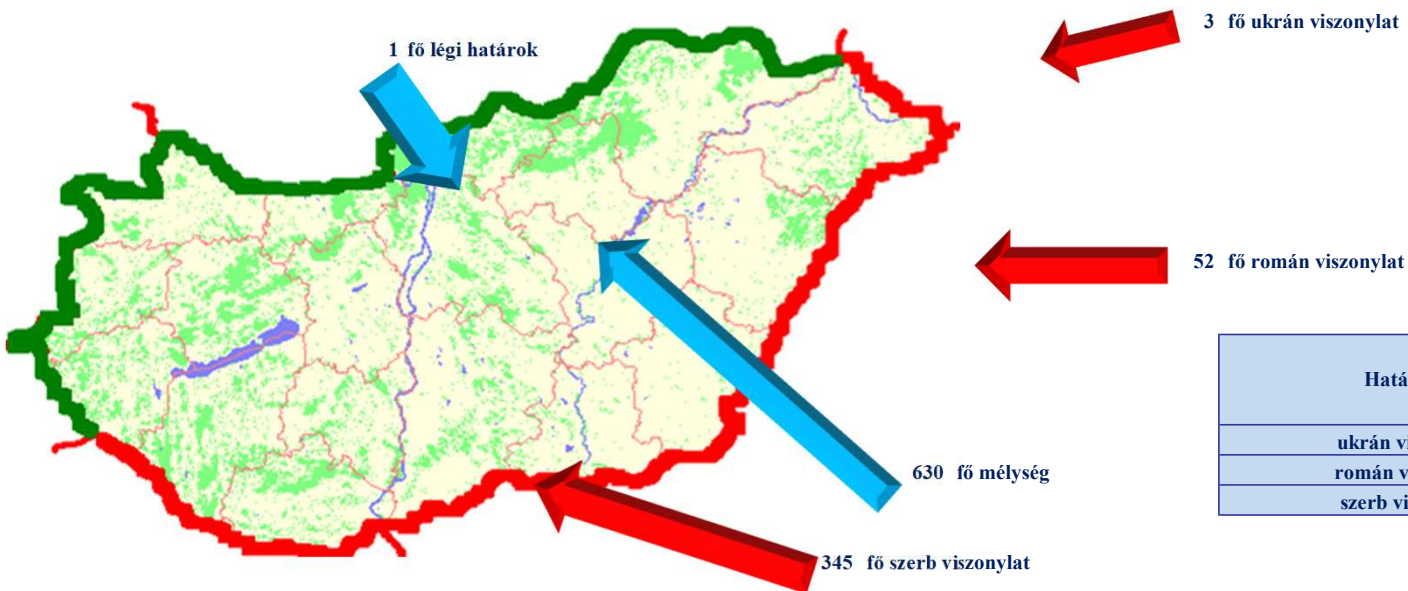 3 fő ukrán viszonylat
1 fő légi határok
52 fő román viszonylat
630 fő mélység
345 fő szerb viszonylat